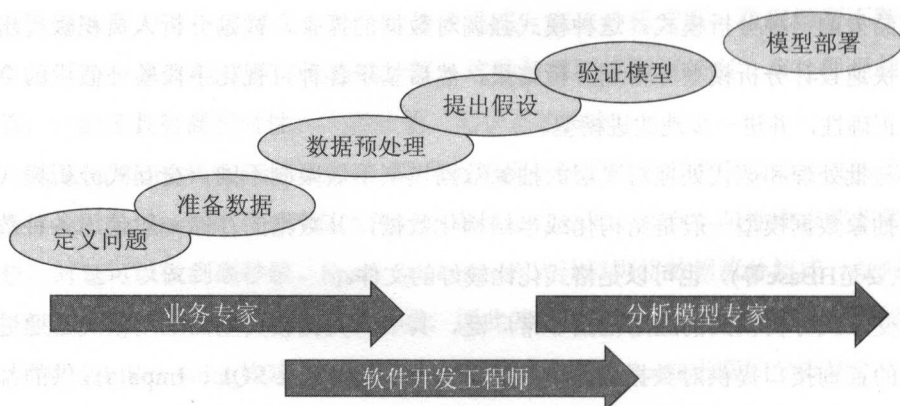 模型部署
验证模型
提出假设
数据预处理
准备数据
定义问题
业务专家
分析模型专家
软件开发工程师